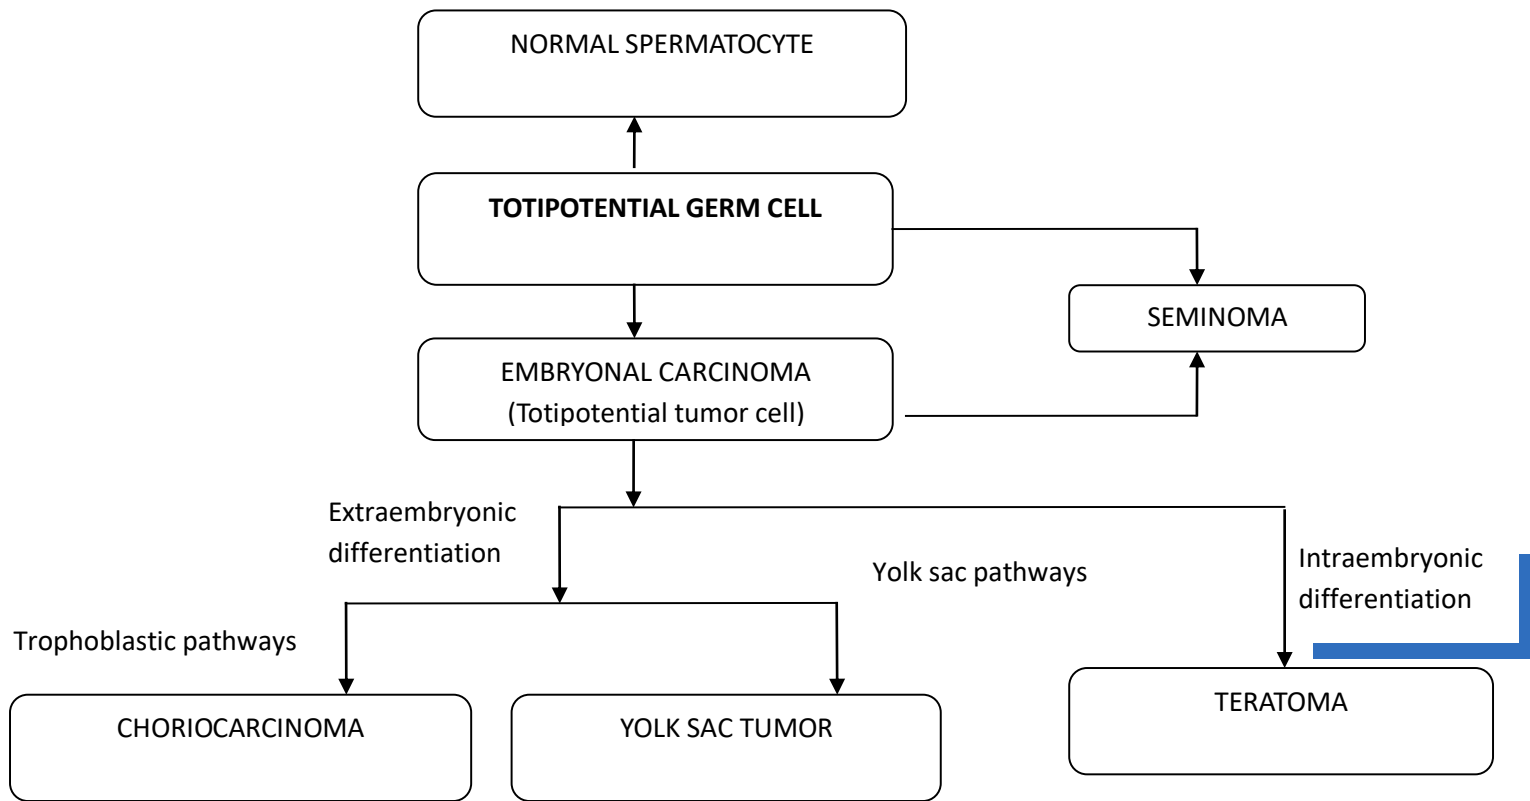 NORMAL SPERMATOCYTE
TOTIPOTENTIAL GERM CELL
SEMINOMA
EMBRYONAL CARCINOMA
(Totipotential tumor cell)
Extraembryonic
differentiation
Yolk sac pathways
Intraembryonic
differentiation
Trophoblastic pathways
CHORIOCARCINOMA
YOLK SAC TUMOR
TERATOMA